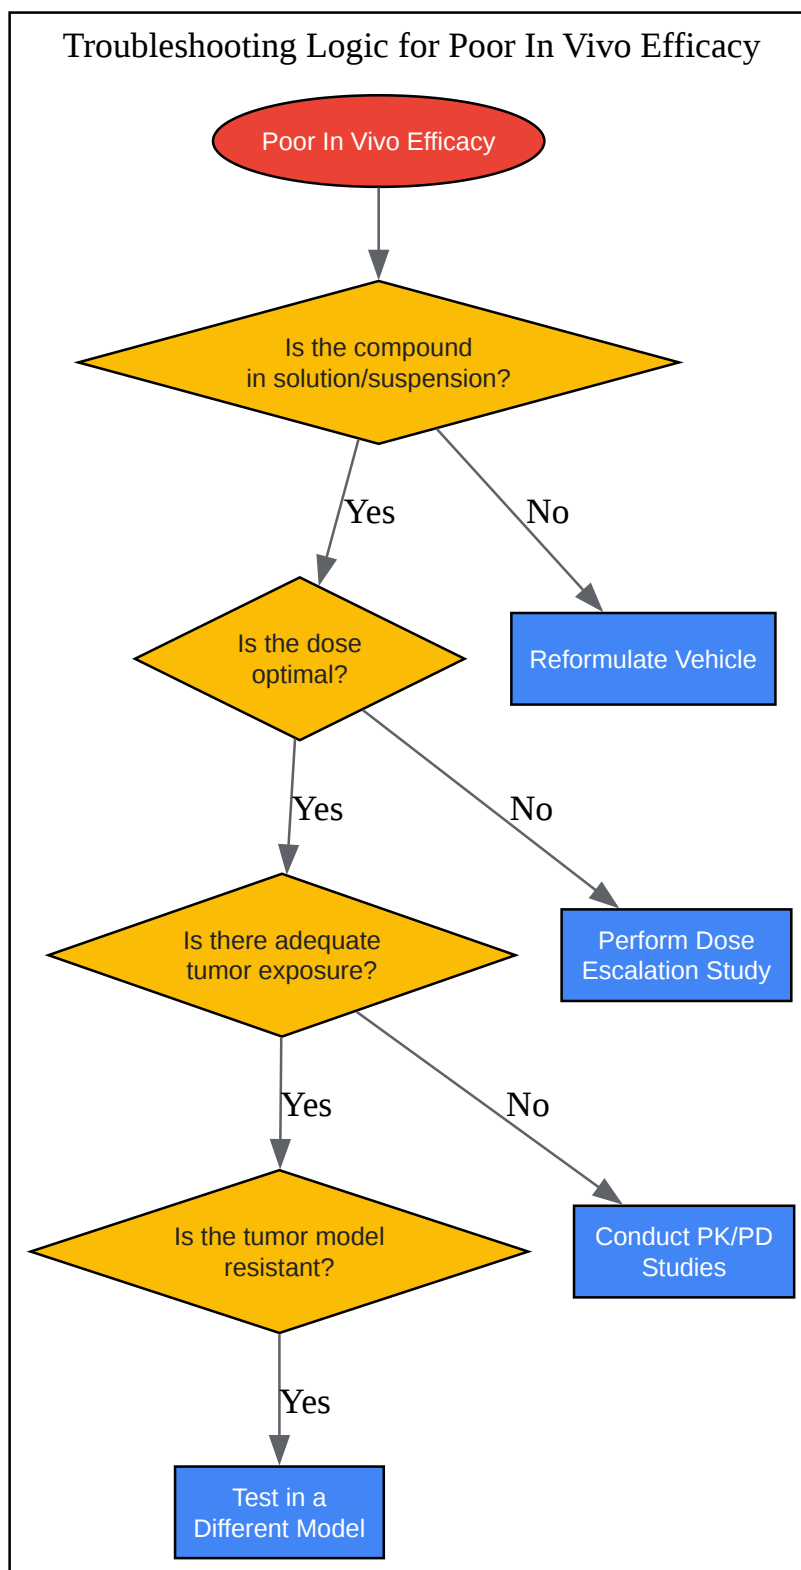 Troubleshooting Logic for Poor In Vivo Efficacy
Poor In Vivo Efficacy
Is the compound
in solution/suspension?
Yes
No
Is the dose
optimal?
Reformulate Vehicle
Yes
No
Is there adequate
tumor exposure?
Perform Dose
Escalation Study
Yes
No
Is the tumor model
resistant?
Conduct PK/PD
Studies
Yes
Test in a
Different Model